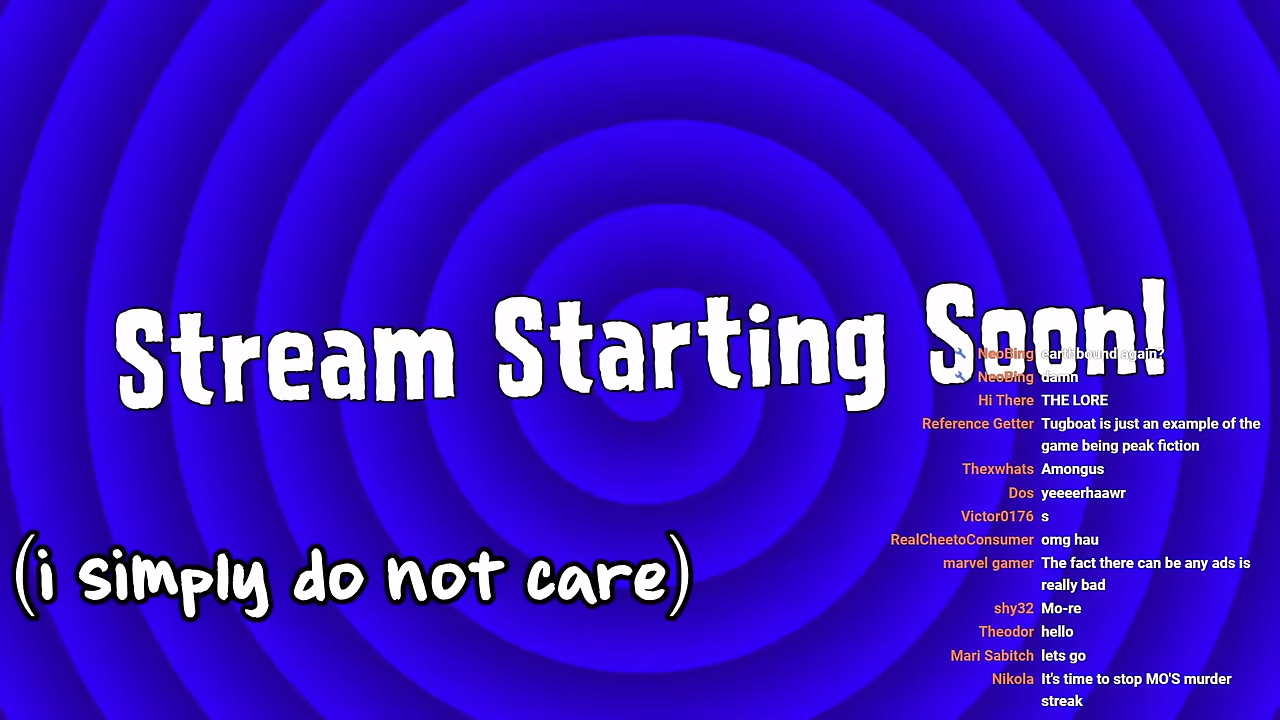 Stream Starting Soon!
NeoBing earthbound again?
NeoBing damn
Hi There THE LORE
Reference Getter Tugboat is just an example of the
game being peak fiction
Thexwhats Amongus
Dos yeeeerhaawr
Victor0176 s
RealCheetoConsumer omg hau
marvel gamer The fact there can be any ads is
really bad
shy32 Mo-re
Theodor hello
Mari Sabitch lets go
Nikola It's time to stop MO'S murder
streak
(i simply do not care)